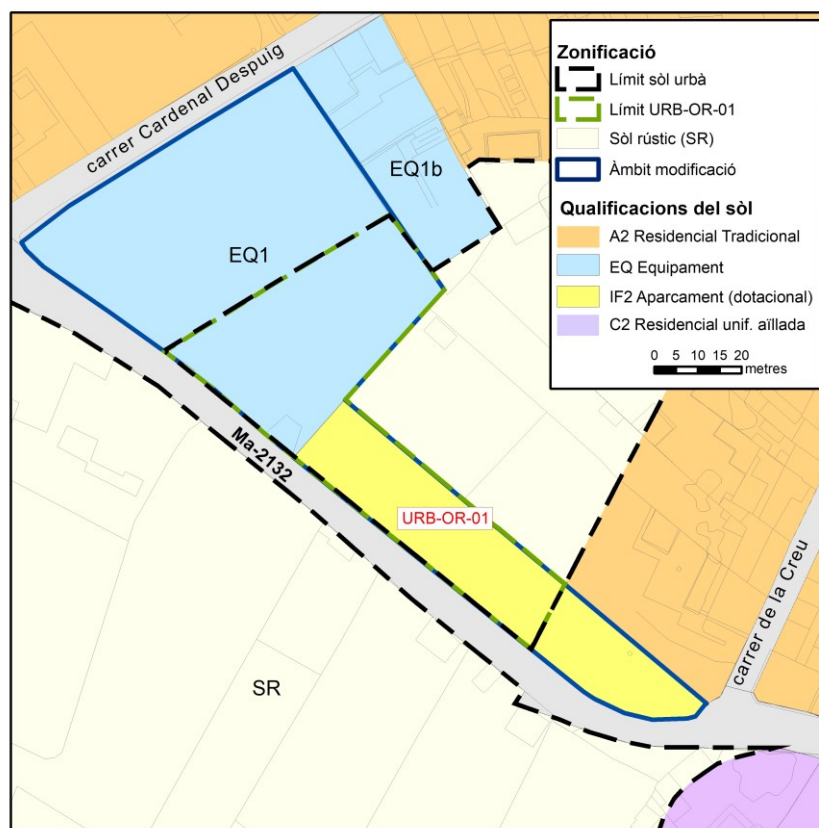 carrer Cardenal Despuig
EQ1b
EQ1
Ma-2132
URB-OR-01
SR
carrer de la Creu
Zonificació
Límit sòl urbà
Límit URB-OR-01
Sòl rústic (SR)
Àmbit modificació
Qualificacions del sòl
A2 Residencial Tradicional
EQ Equipament
IF2 Aparcament (dotacional)
C2 Residencial unif. aïllada
0 5 10 15 20
metres